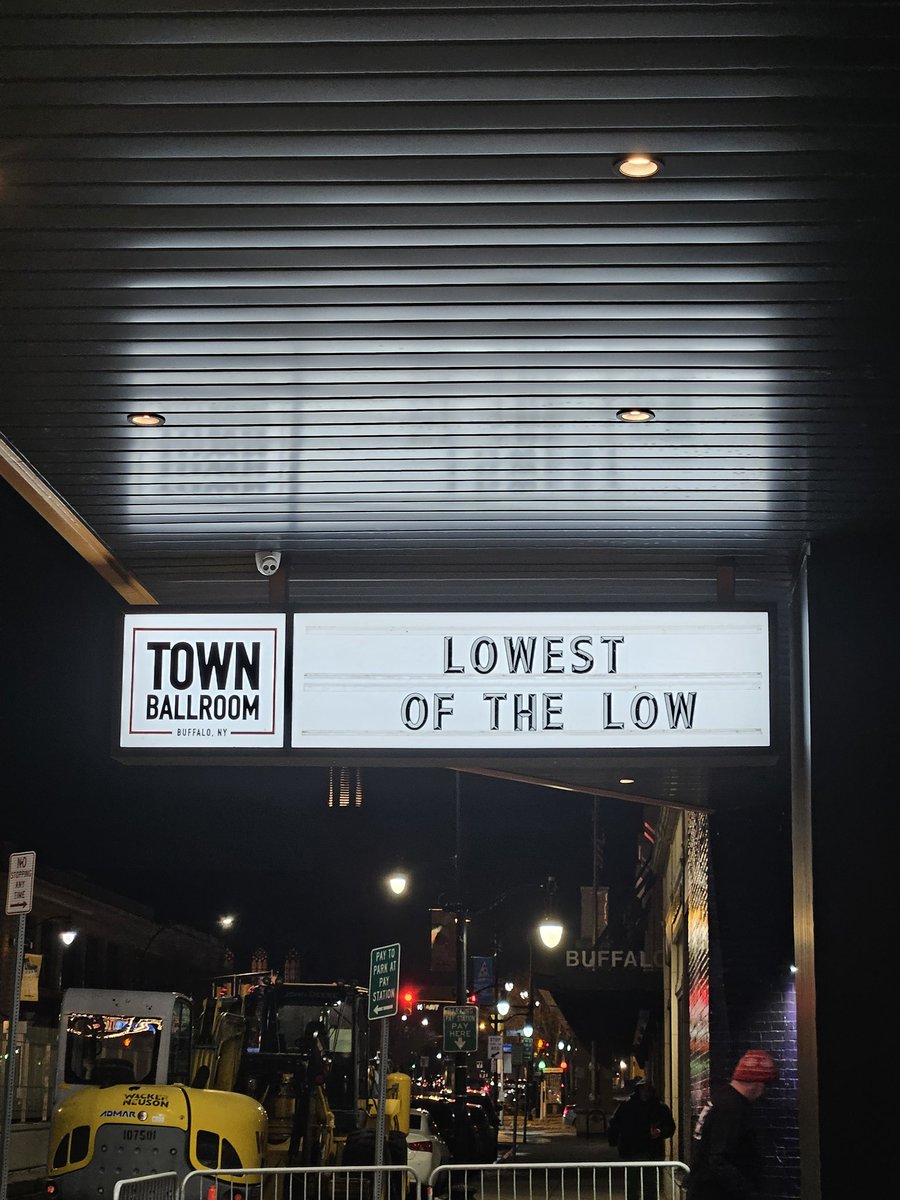 TOWN
BALLROOM
BUFFALO, NY
LOWEST
OF THE LOW
NO
STOPPING
ANY
TIME
PAY TO
PARK AT
PAY
STATION
PAY
HERE
BUFFALO
WACKER
NEUSON
ADMAR
107501